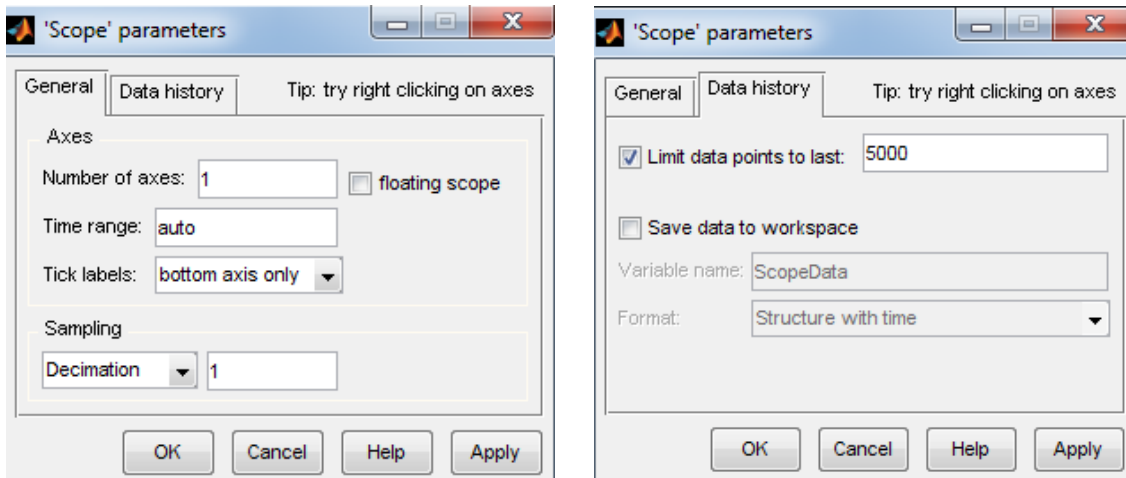 'Scope' parameters
General Data history Tip: try right clicking on axes
Axes
Number of axes: 1 floating scope
Time range: auto
Tick labels: bottom axis only
Sampling
Decimation 1
OK Cancel Help Apply
'Scope' parameters
General Data history Tip: try right clicking on axes
Limit data points to last: 5000
Save data to workspace
Variable name: ScopeData
Format: Structure with time
OK Cancel Help Apply